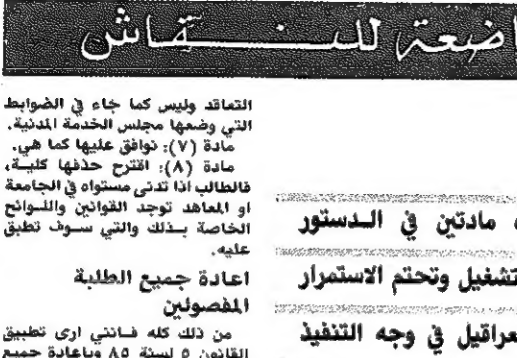 اضعة للنقاش
التعاقد وليس كما جاء في الضوابط
التي وضعها مجلس الخدمة المدنية.
مادة (٧): نوافق عليها كما هي.
مادة (٨): اقترح حذفها كلية،
فالطالب اذا تدنى مستواه في الجامعة
او المعاهد توجد القوانين واللوائح
الخاصة بذلك والتي سوف تطبق
عليه.
اعادة جميع الطلبة
المفصولين
من ذلك كله فانني ارى تطبيق
القانون ٥ لسنة ٨٥ وباعادة جميع
مادتين في الدستور
تشغيل وتحتم الاستمرار
عراقيل في وجه التنفيذ